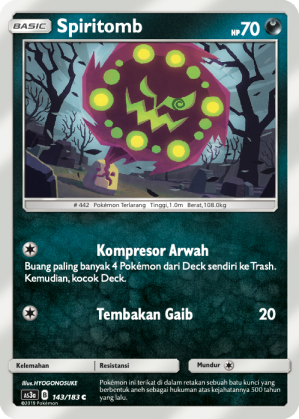 BASIC Spiritomb HP70
# 442 Pokémon Terlarang Tinggi,1.0m Berat,108.0kg
Kompresor Arwah
Buang paling banyak 4 Pokémon dari Deck sendiri ke Trash.
Kemudian, kocok Deck.
Tembakan Gaib 20
Kelemahan Resistansi Mundur
Illus.HYOGONOSUKE
AS3a D 143/183 C
©2019 Pokémon
Pokémon ini terikat di dalam retakan sebuah batu kunci yang
berbentuk aneh sebagai hukuman atas kejahatannya 500 tahun
yang lalu.